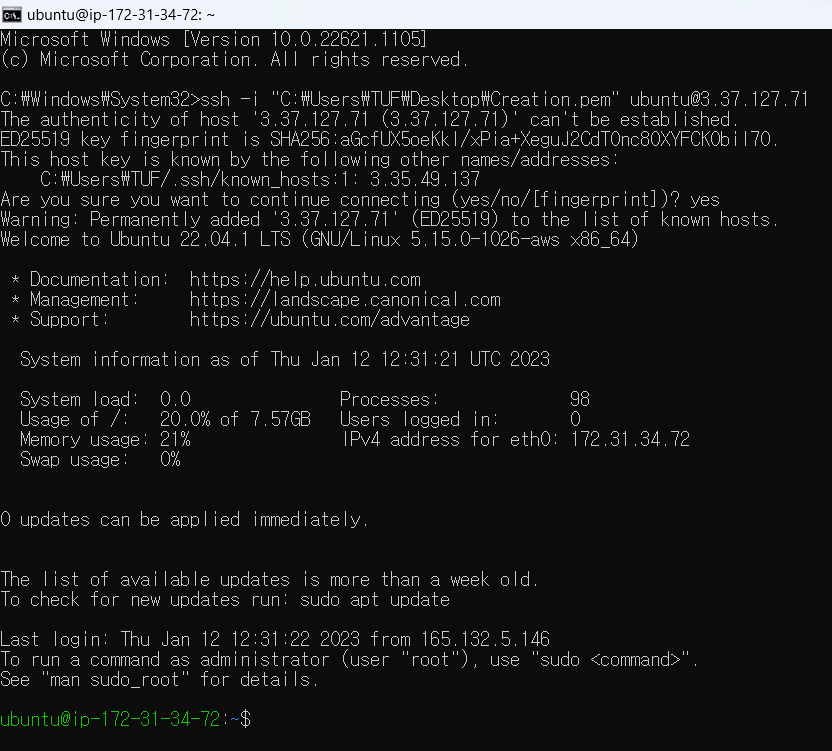 ubuntu@ip-172-31-34-72: ~
Microsoft Windows [Version 10.0.22621.1105]
(c) Microsoft Corporation. All rights reserved.
C:₩Windows₩System32>ssh -i "C:₩Users₩TUF₩Desktop₩Creation.pem" ubuntu@3.37.127.71
The authenticity of host '3.37.127.71 (3.37.127.71)' can't be established.
ED25519 key fingerprint is SHA256:aGcfUX5oeKkl/xPia+XeguJ2CdT0nc80XYFCK0bil70.
This host key is known by the following other names/addresses:
    C:₩Users₩TUF/.ssh/known_hosts:1: 3.35.49.137
Are you sure you want to continue connecting (yes/no/[fingerprint])? yes
Warning: Permanently added '3.37.127.71' (ED25519) to the list of known hosts.
Welcome to Ubuntu 22.04.1 LTS (GNU/Linux 5.15.0-1026-aws x86_64)
 * Documentation:  https://help.ubuntu.com
 * Management:     https://landscape.canonical.com
 * Support:        https://ubuntu.com/advantage
  System information as of Thu Jan 12 12:31:21 UTC 2023
  System load:  0.0               Processes:             98
  Usage of /:   20.0% of 7.57GB   Users logged in:       0
  Memory usage: 21%               IPv4 address for eth0: 172.31.34.72
  Swap usage:   0%
0 updates can be applied immediately.
The list of available updates is more than a week old.
To check for new updates run: sudo apt update
Last login: Thu Jan 12 12:31:22 2023 from 165.132.5.146
To run a command as administrator (user "root"), use "sudo <command>".
See "man sudo_root" for details.
ubuntu@ip-172-31-34-72:~$